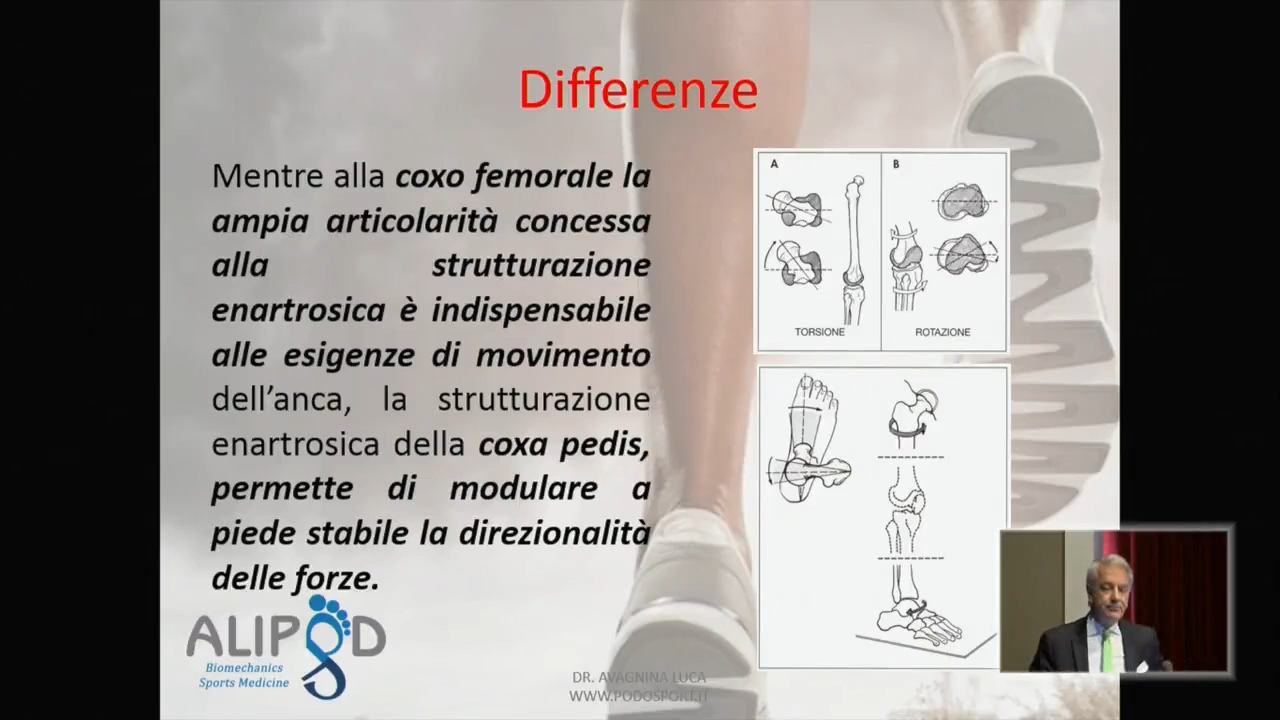 Differenze
Mentre alla coxo femorale la
ampia articolarità concessa
alla strutturazione
enartrosica è indispensabile
alle esigenze di movimento
dell’anca, la strutturazione
enartrosica della coxa pedis,
permette di modulare a
piede stabile la direzionalità
delle forze.
A
B
TORSIONE
ROTAZIONE
ALIPOD
Biomechanics
Sports Medicine
DR. AVAGNINA LUCA
WWW.PODOSPORT.IT